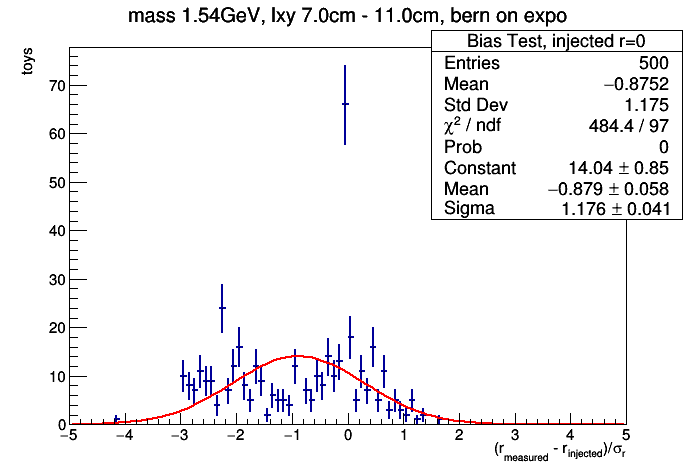 mass 1.54GeV, lxy 7.0cm - 11.0cm, bern on expo
toys
Bias Test, injected r=0
Entries 500
Mean −0.8752
Std Dev 1.175
χ² / ndf 484.4 / 97
Prob 0
Constant 14.04 ± 0.85
Mean −0.879 ± 0.058
Sigma 1.176 ± 0.041
70
60
50
40
30
20
10
0
−5 −4 −3 −2 −1 0 1 2 3 4 5
(r_measured - r_injected)/σ_r